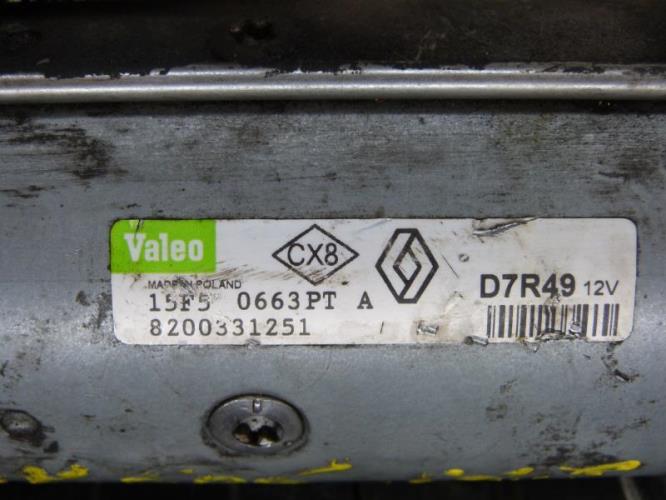 Valeo
CX8
MADE IN POLAND
D7R49 12V
15F5 0663PT A
8200331251